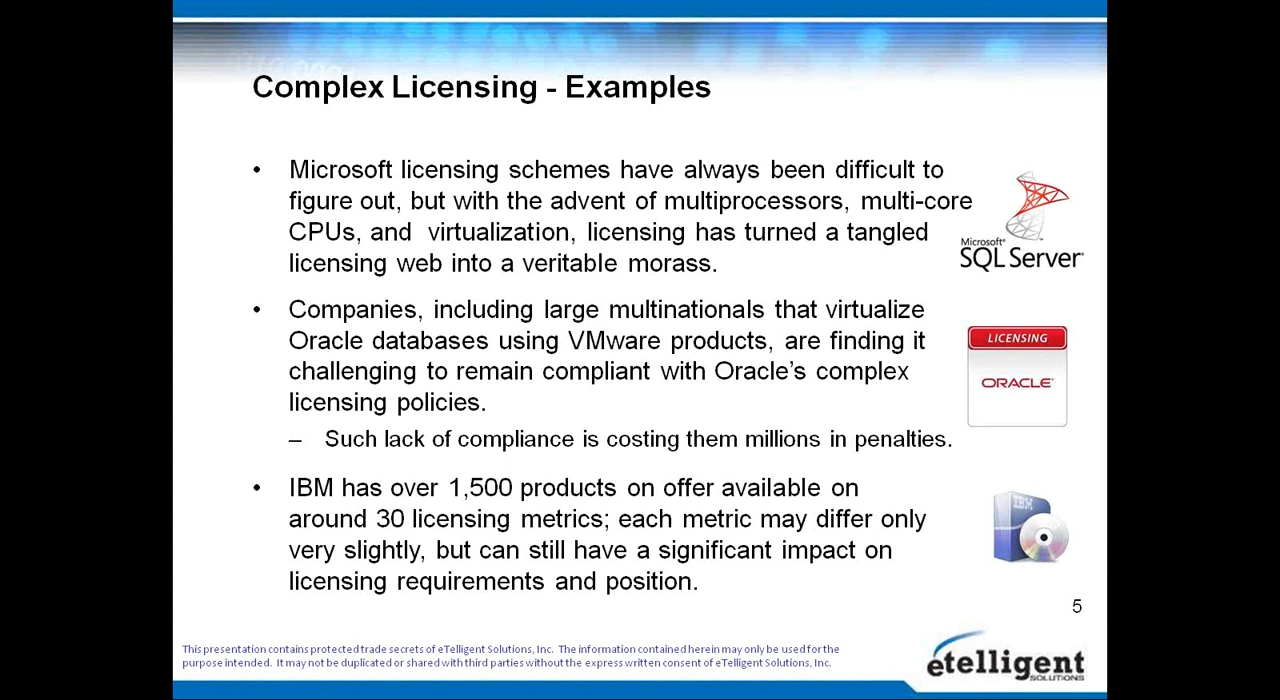 Complex Licensing - Examples
• Microsoft licensing schemes have always been difficult to
figure out, but with the advent of multiprocessors, multi-core
CPUs, and virtualization, licensing has turned a tangled
licensing web into a veritable morass.
Microsoft®
SQL Server
• Companies, including large multinationals that virtualize
Oracle databases using VMware products, are finding it
challenging to remain compliant with Oracle’s complex
licensing policies.
LICENSING
ORACLE
– Such lack of compliance is costing them millions in penalties.
• IBM has over 1,500 products on offer available on
around 30 licensing metrics; each metric may differ only
very slightly, but can still have a significant impact on
licensing requirements and position.
IBM
5
This presentation contains protected trade secrets of eTelligent Solutions, Inc. The information contained herein may only be used for the
purpose intended. It may not be duplicated or shared with third parties without the express written consent of eTelligent Solutions, Inc.
etelligent
SOLUTIONS